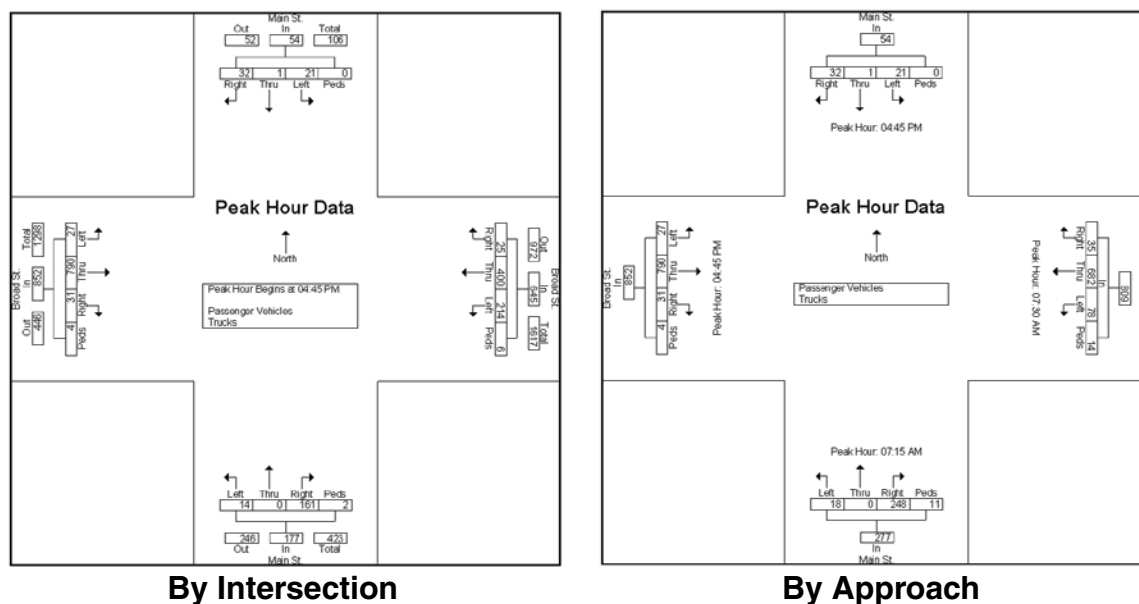 Main St.
Out In Total
52 54 106
32 1 21 0
Right Thru Left Peds
Peak Hour Data
North
Peak Hour Begins at 04:45 PM
Passenger Vehicles
Trucks
Broad St.
Total In Out
1298 852 446
27 790 31 4
Left Thru Right Peds
Broad St.
Out In Total
972 645 1617
25 400 214 6
Right Thru Left Peds
Left Thru Right Peds
14 0 161 2
246 177 423
Out In Total
Main St.
By Intersection
Main St.
In
54
32 1 21 0
Right Thru Left Peds
Peak Hour: 04:45 PM
Peak Hour Data
North
Passenger Vehicles
Trucks
Broad St.
In
852
27 790 31 4
Left Thru Right Peds
Peak Hour: 04:45 PM
In
809
35 682 78 14
Right Thru Left Peds
Peak Hour: 07:30 AM
Peak Hour: 07:15 AM
Left Thru Right Peds
18 0 248 11
277
In
Main St.
By Approach